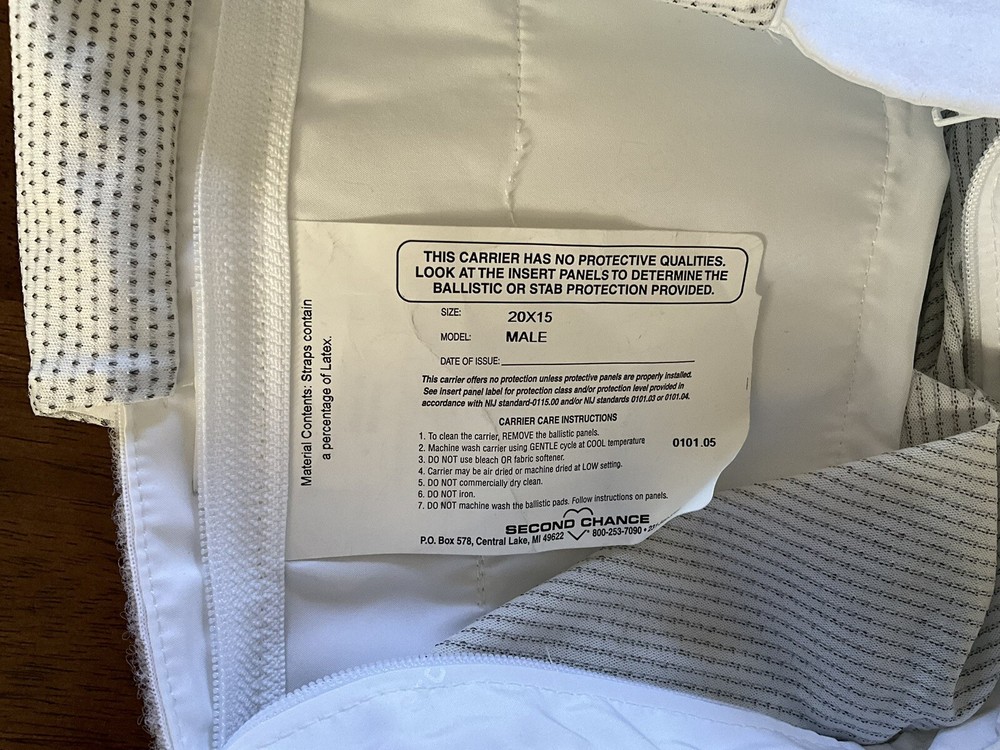 THIS CARRIER HAS NO PROTECTIVE QUALITIES.
LOOK AT THE INSERT PANELS TO DETERMINE THE
BALLISTIC OR STAB PROTECTION PROVIDED.
SIZE: 20X15
MODEL: MALE
DATE OF ISSUE:
This carrier offers no protection unless protective panels are properly installed.
See insert panel label for protection class and/or protection level provided in
accordance with NIJ standard-0115.00 and/or NIJ standards 0101.03 or 0101.04.
CARRIER CARE INSTRUCTIONS
1. To clean the carrier, REMOVE the ballistic panels.
2. Machine wash carrier using GENTLE cycle at COOL temperature
0101.05
3. DO NOT use bleach OR fabric softener.
4. Carrier may be air dried or machine dried at LOW setting.
5. DO NOT commercially dry clean.
6. DO NOT iron.
7. DO NOT machine wash the ballistic pads. Follow instructions on panels.
SECOND CHANCE
P.O. Box 578, Central Lake, MI 49622 800-253-7090 •
Material Contents: Straps contain
a percentage of Latex.